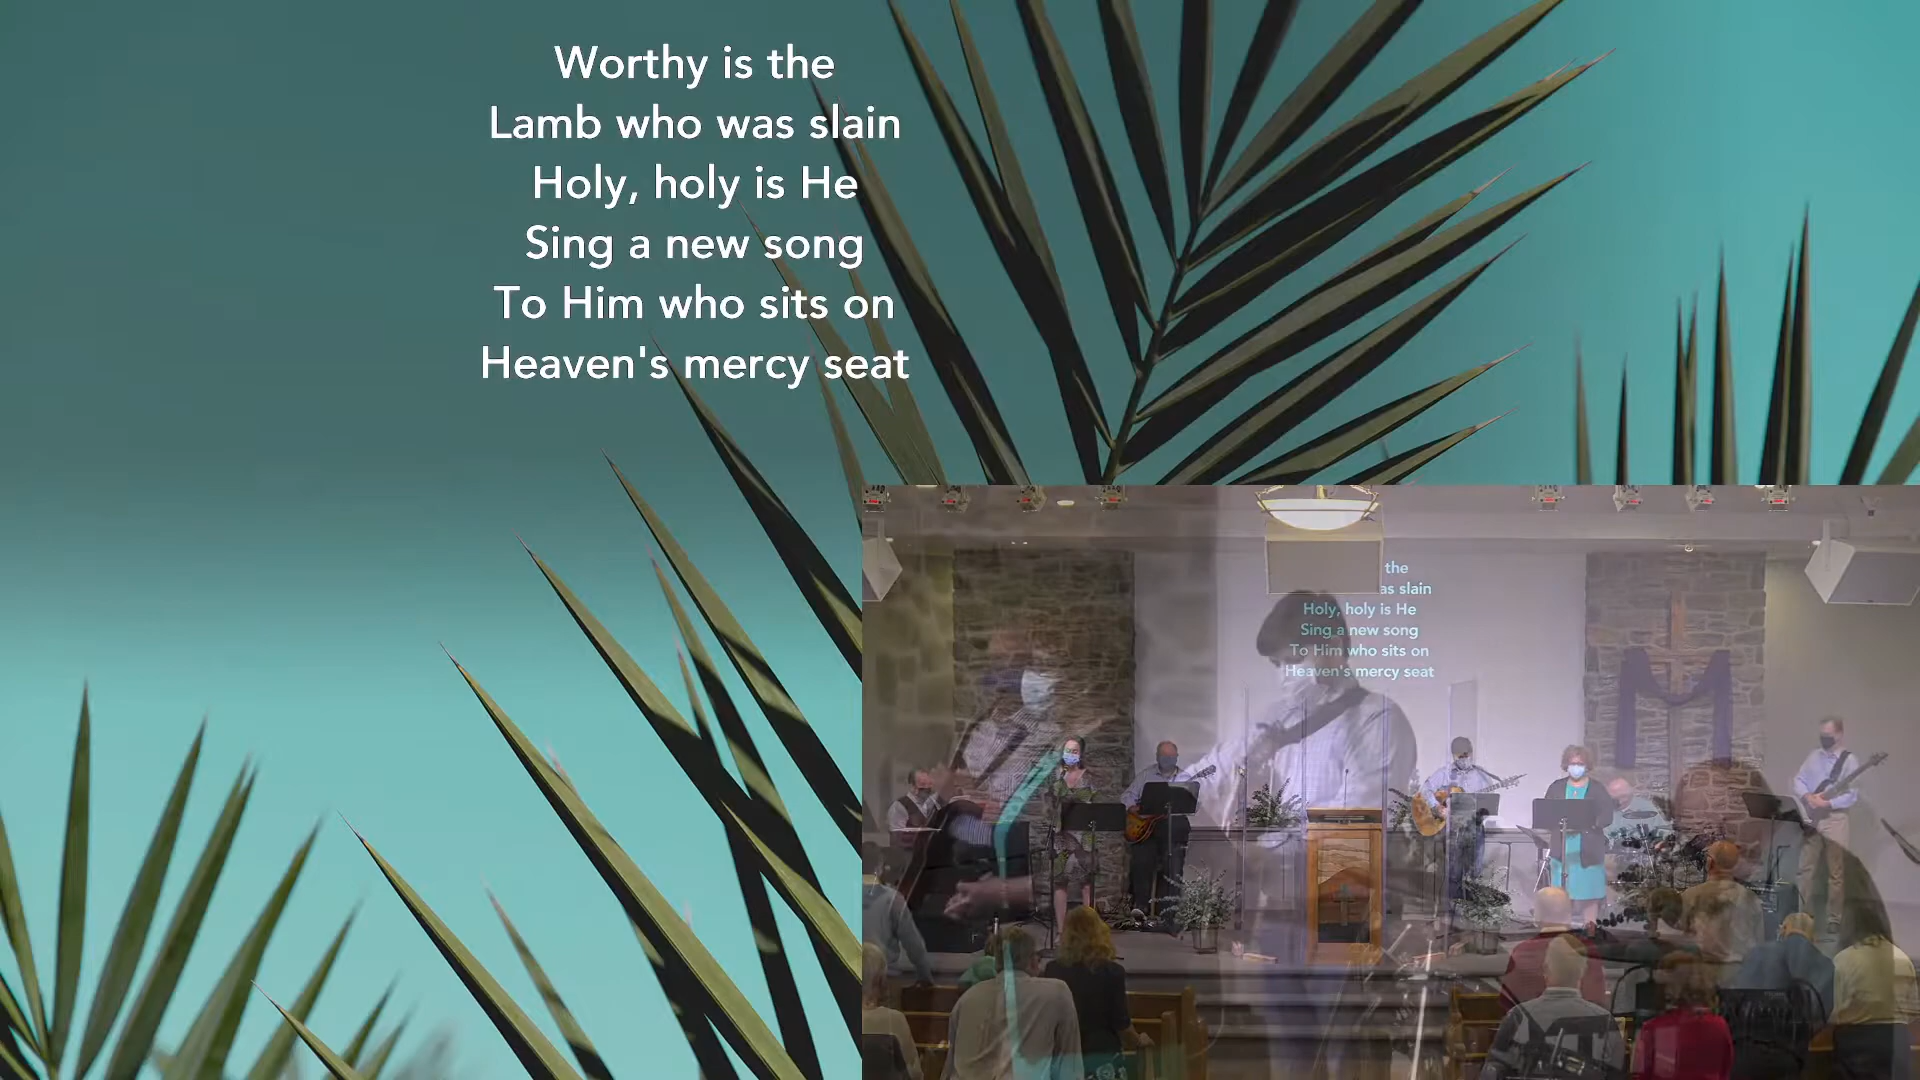 Worthy is the
Lamb who was slain
Holy, holy is He
Sing a new song
To Him who sits on
Heaven's mercy seat
the
as slain
Holy, holy is He
Sing a new song
To Him who sits on
Heaven's mercy seat